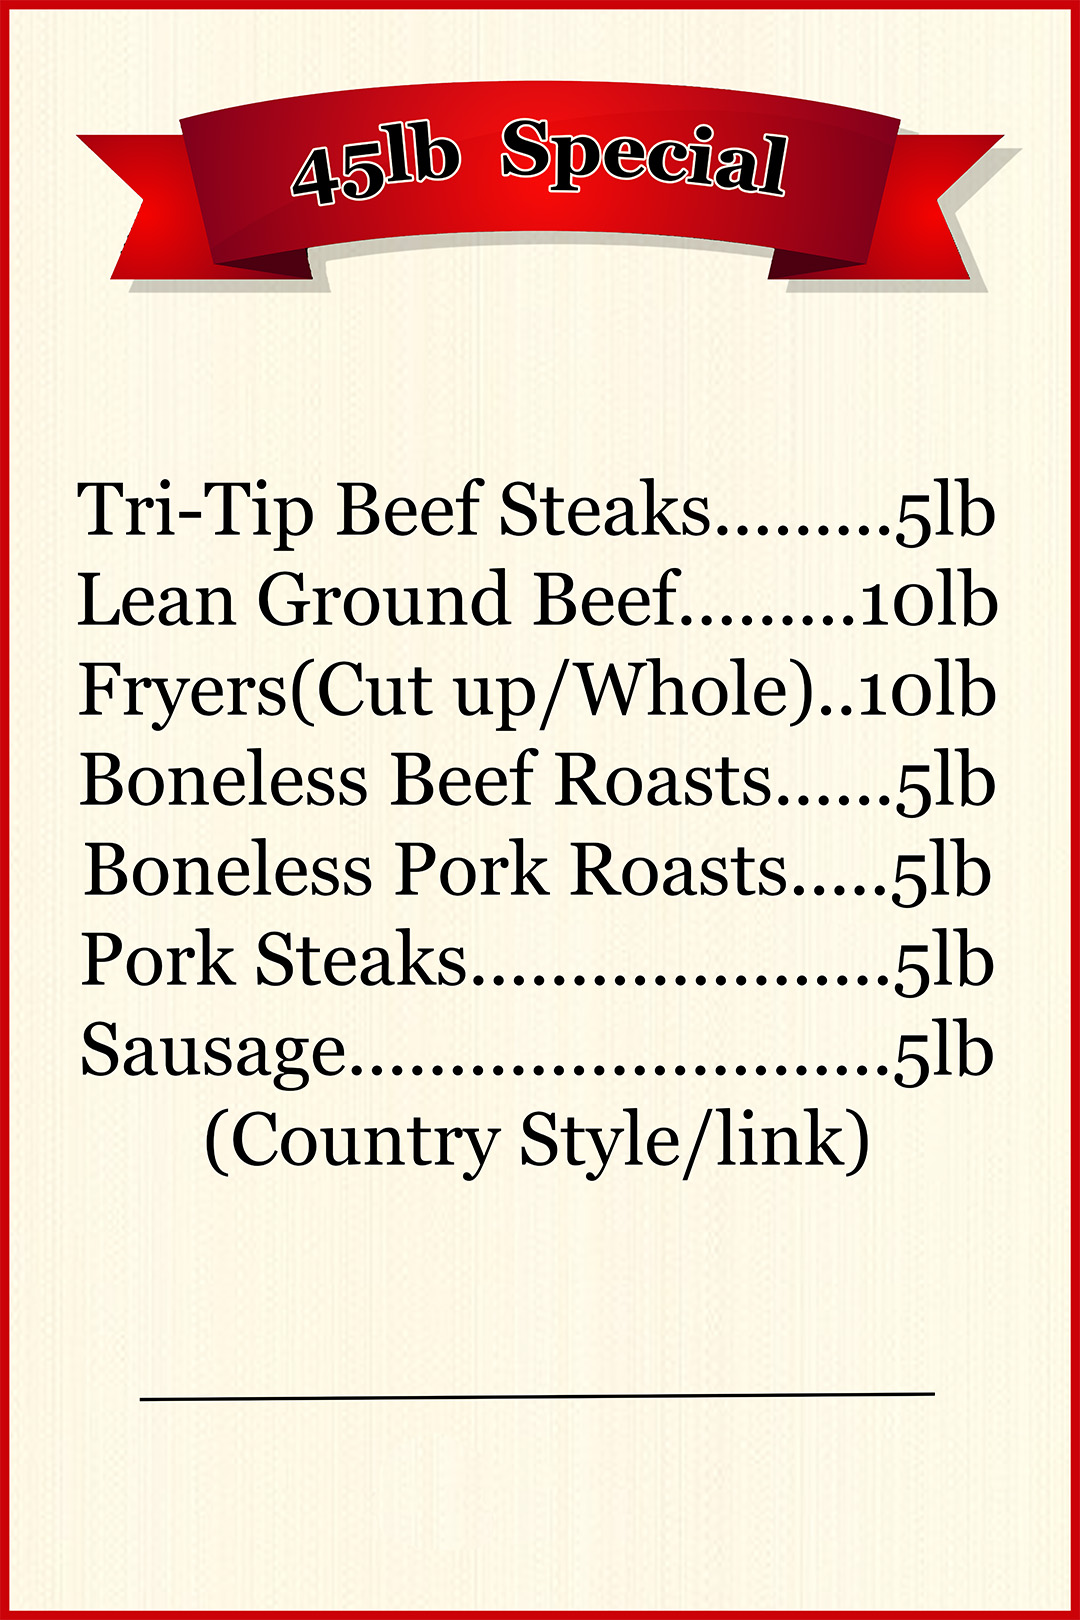 45lb Special
Tri-Tip Beef Steaks.........5lb
Lean Ground Beef.........10lb
Fryers(Cut up/Whole)..10lb
Boneless Beef Roasts......5lb
Boneless Pork Roasts.....5lb
Pork Steaks.....................5lb
Sausage...........................5lb
(Country Style/link)